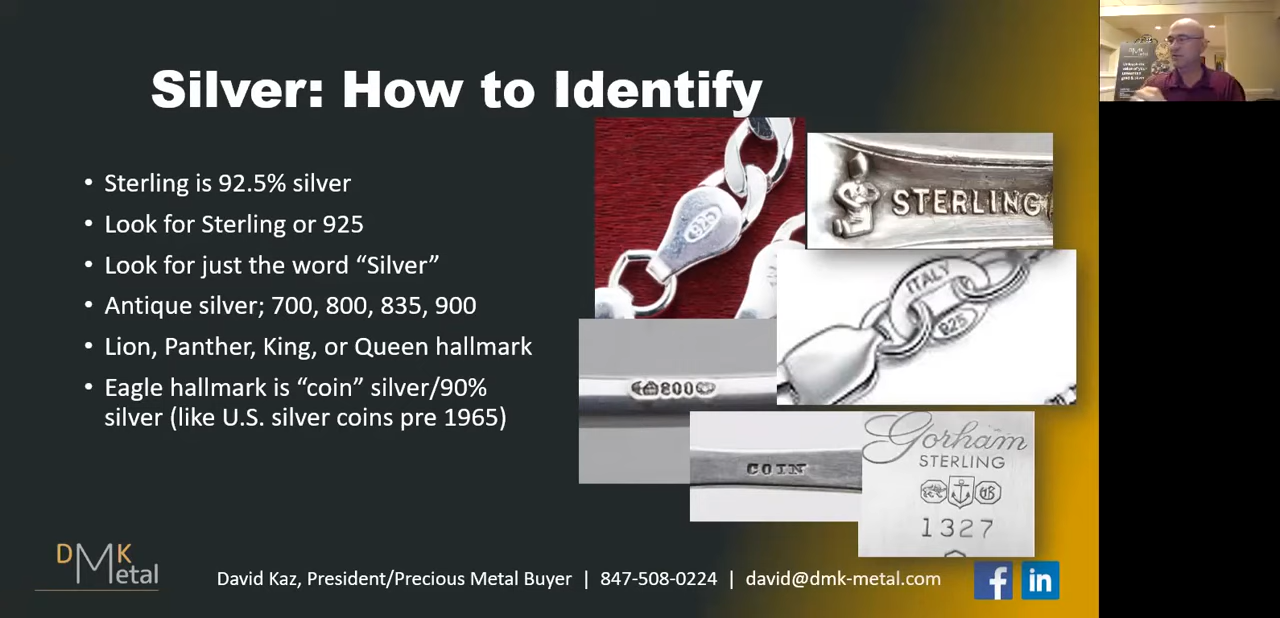 Silver: How to Identify
• Sterling is 92.5% silver
• Look for Sterling or 925
• Look for just the word “Silver”
• Antique silver; 700, 800, 835, 900
• Lion, Panther, King, or Queen hallmark
• Eagle hallmark is “coin” silver/90%
silver (like U.S. silver coins pre 1965)
925
STERLING
ITALY
925
800
COIN
Gorham
STERLING
1327
DMK
Metal
David Kaz, President/Precious Metal Buyer | 847-508-0224 | david@dmk-metal.com
f
in